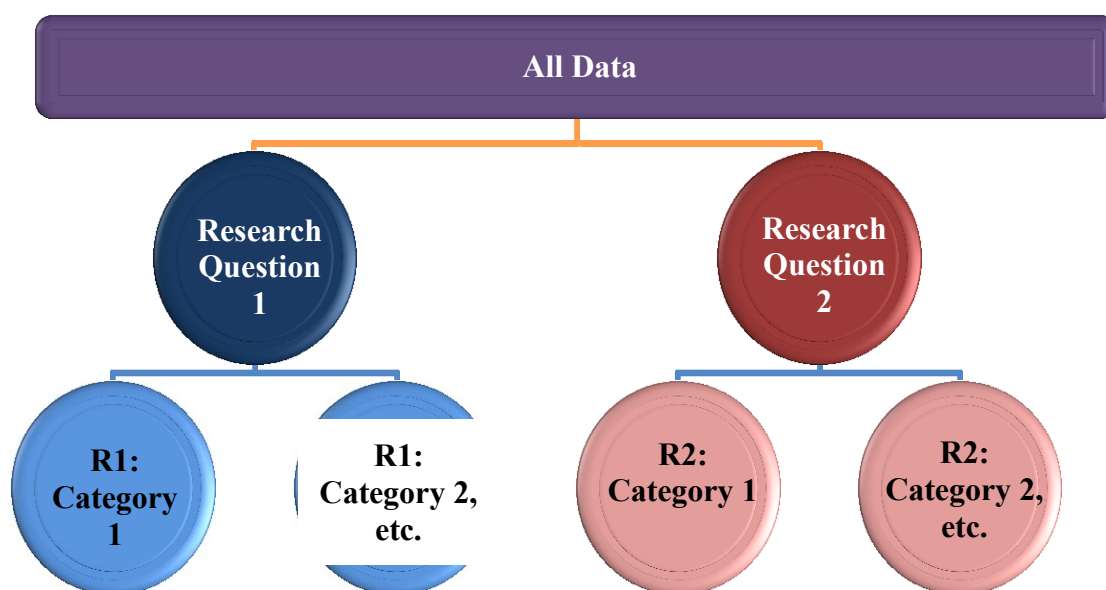 All Data
Research
Question
1
Research
Question
2
R1:
Category
1
R1:
Category 2,
etc.
R2:
Category 1
R2:
Category 2,
etc.